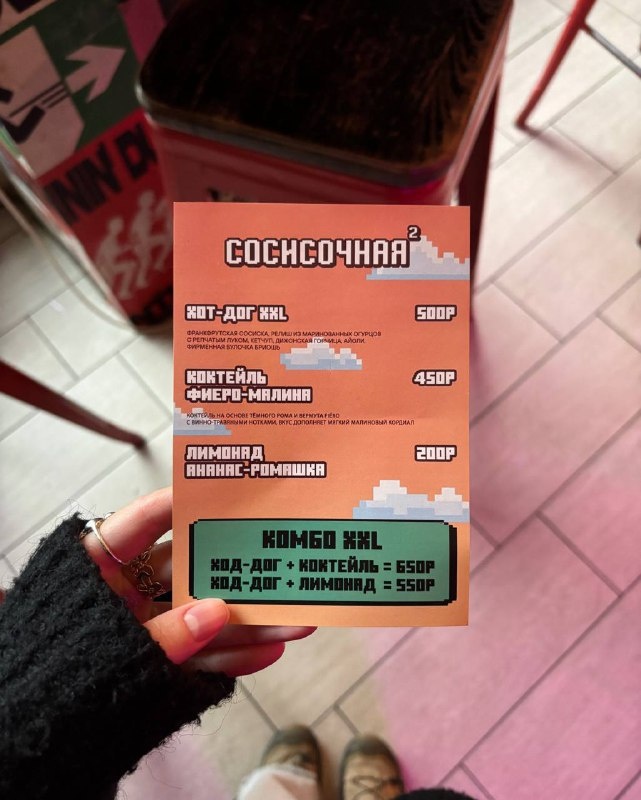 СОСИСОЧНАЯ²
ХОТ-ДОГ XXL 500Р
ФРАНКФУРТСКАЯ СОСИСКА, РЕЛИШ ИЗ МАРИНОВАННЫХ ОГУРЦОВ
С РЕПЧАТЫМ ЛУКОМ, КЕТЧУП, ДИЖОНСКАЯ ГОРЧИЦА, АЙОЛИ,
ФИРМЕННАЯ БУЛОЧКА БРИОШЬ
КОКТЕЙЛЬ 450Р
ФИЕРО-МАЛИНА
КОКТЕЙЛЬ НА ОСНОВЕ ТЁМНОГО РОМА И ВЕРМУТА FIERO
С ВИННО-ТРАВЯНЫМИ НОТКАМИ, ВКУС ДОПОЛНЯЕТ МЯГКИЙ МАЛИНОВЫЙ КОРДИАЛ
ЛИМОНАД 200Р
АНАНАС-РОМАШКА
КОМБО XXL
ХОД-ДОГ + КОКТЕЙЛЬ = 650Р
ХОД-ДОГ + ЛИМОНАД = 550Р